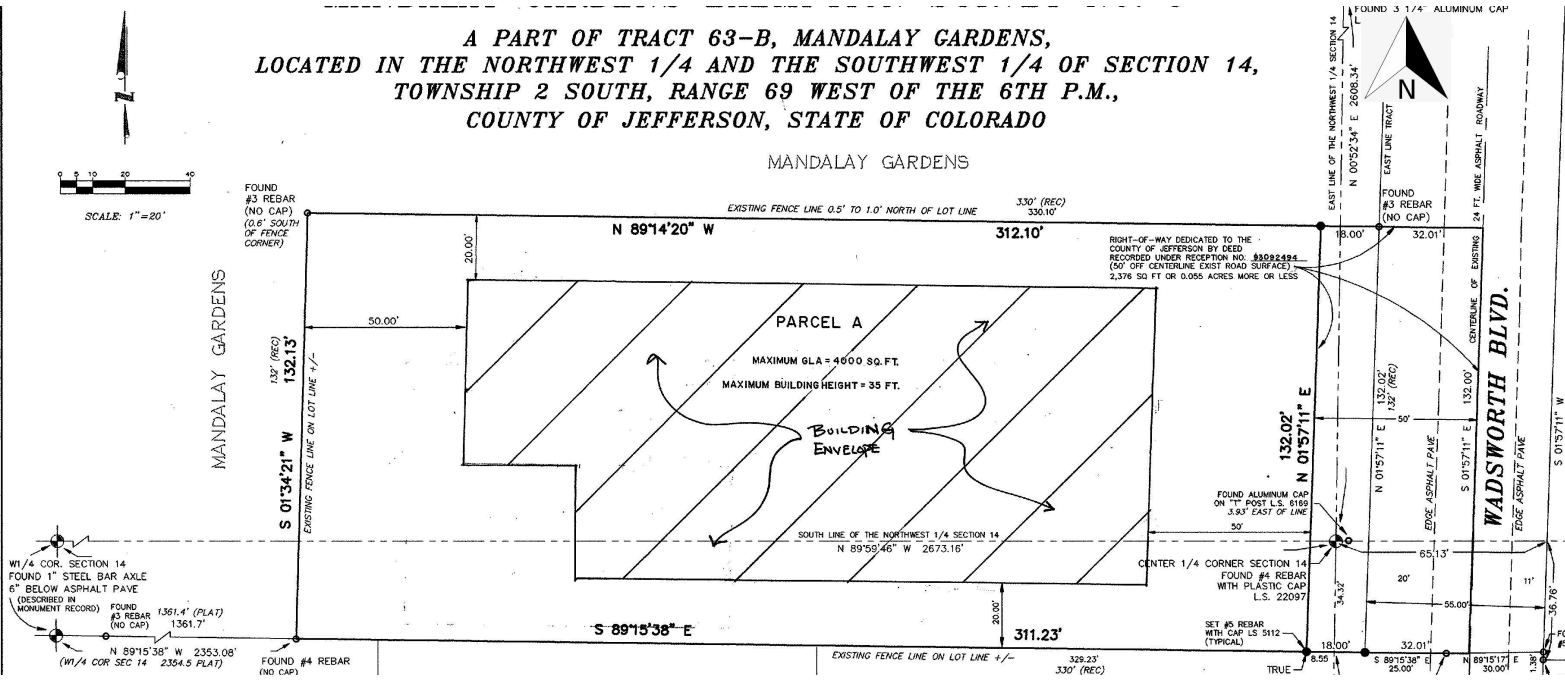 A PART OF TRACT 63-B, MANDALAY GARDENS,
LOCATED IN THE NORTHWEST 1/4 AND THE SOUTHWEST 1/4 OF SECTION 14,
TOWNSHIP 2 SOUTH, RANGE 69 WEST OF THE 6TH P.M.,
COUNTY OF JEFFERSON, STATE OF COLORADO
N
0 5 10 20 40
SCALE: 1"=20'
MANDALAY GARDENS
FOUND 3 1/4" ALUMINUM CAP
N
FOUND
#3 REBAR
(NO CAP)
(0.6' SOUTH
OF FENCE
CORNER)
EXISTING FENCE LINE 0.5' TO 1.0' NORTH OF LOT LINE
330' (REC)
330.10'
N 89°14'20" W
312.10'
20.00'
50.00'
MANDALAY GARDENS
132' (REC)
132.13'
S 01°34'21" W
EXISTING FENCE LINE ON LOT LINE +/-
PARCEL A
MAXIMUM GLA = 4000 SQ. FT.
MAXIMUM BUILDING HEIGHT = 35 FT.
BUILDING
ENVELOPE
RIGHT-OF-WAY DEDICATED TO THE
COUNTY OF JEFFERSON BY DEED
RECORDED UNDER RECEPTION NO. 93092494
(50' OFF CENTERLINE EXIST ROAD SURFACE)
2,376 SQ FT OR 0.055 ACRES MORE OR LESS
EAST LINE OF THE NORTHWEST 1/4 SECTION 14
N 00°52'34" E 2608.34'
EAST LINE TRACT
FOUND
#3 REBAR
(NO CAP)
18.00'
32.01'
CENTERLINE OF EXISTING 24 FT. WIDE ASPHALT ROADWAY
WADSWORTH BLVD.
132.02'
N 01°57'11" E
N 01°57'11" E 132.02'
132' (REC)
50'
S 01°57'11" E 132.00'
EDGE ASPHALT PAVE
EDGE ASPHALT PAVE
S 01°57'11" W
FOUND ALUMINUM CAP
ON "T" POST L.S. 6169
3.93' EAST OF LINE
50'
SOUTH LINE OF THE NORTHWEST 1/4 SECTION 14
N 89°59'46" W 2673.16'
CENTER 1/4 CORNER SECTION 14
FOUND #4 REBAR
WITH PLASTIC CAP
L.S. 22097
65.13'
20'
11'
55.00'
34.32'
36.76'
W1/4 COR. SECTION 14
FOUND 1" STEEL BAR AXLE
6" BELOW ASPHALT PAVE
(DESCRIBED IN
MONUMENT RECORD)
FOUND
#3 REBAR
(NO CAP)
1361.4' (PLAT)
1361.7'
N 89°15'38" W 2353.08'
(W1/4 COR SEC 14 2354.5 PLAT)
FOUND #4 REBAR
(NO CAP)
S 89°15'38" E
311.23'
20.00'
EXISTING FENCE LINE ON LOT LINE +/-
329.23'
330' (REC)
SET #5 REBAR
WITH CAP LS 5112
(TYPICAL)
TRUE
18.00'
32.01'
8.55
S 89°15'38" E
25.00'
N 89°15'17" E
30.00'
1.38'